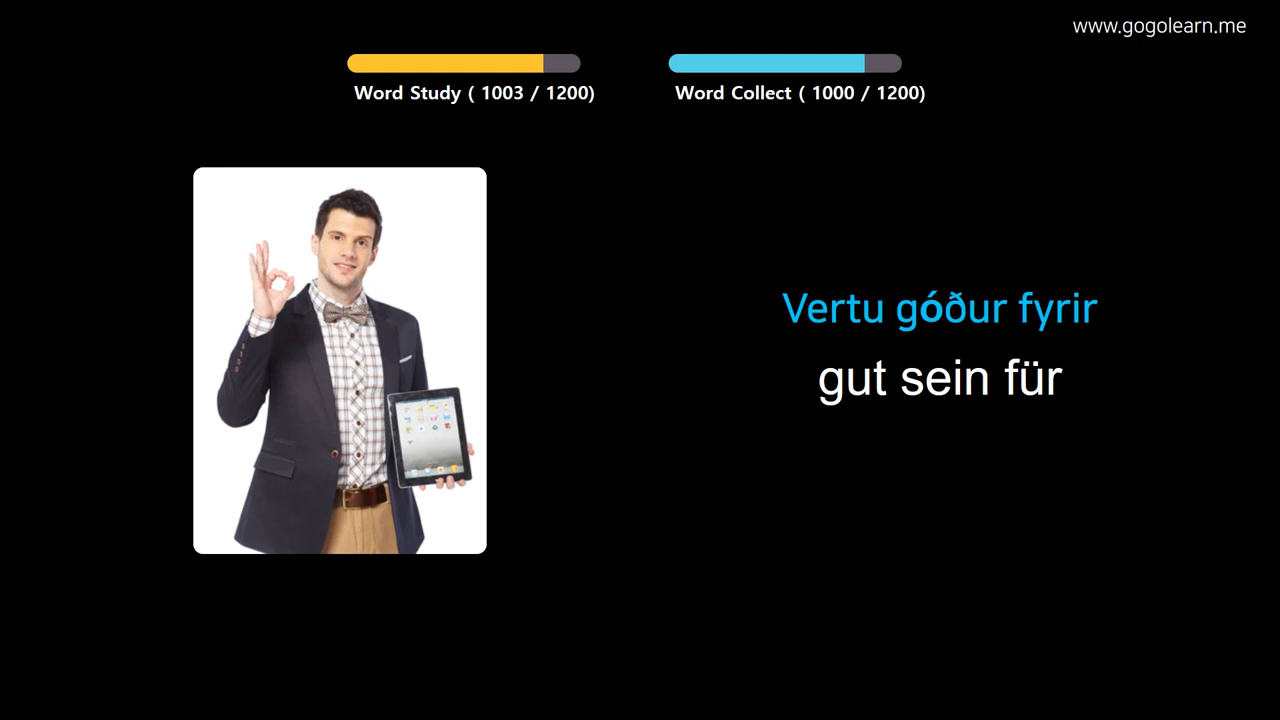 www.gogolearn.me
Word Study ( 1003 / 1200)
Word Collect ( 1000 / 1200)
Vertu góður fyrir
gut sein für